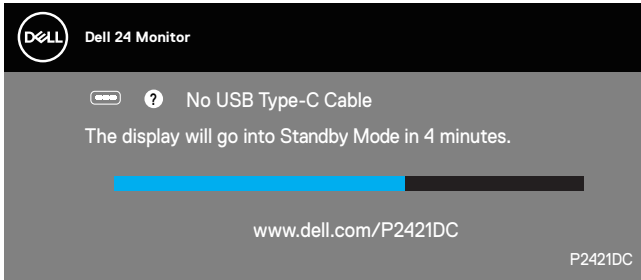 DELL
Dell 24 Monitor
? No USB Type-C Cable
The display will go into Standby Mode in 4 minutes.
www.dell.com/P2421DC
P2421DC